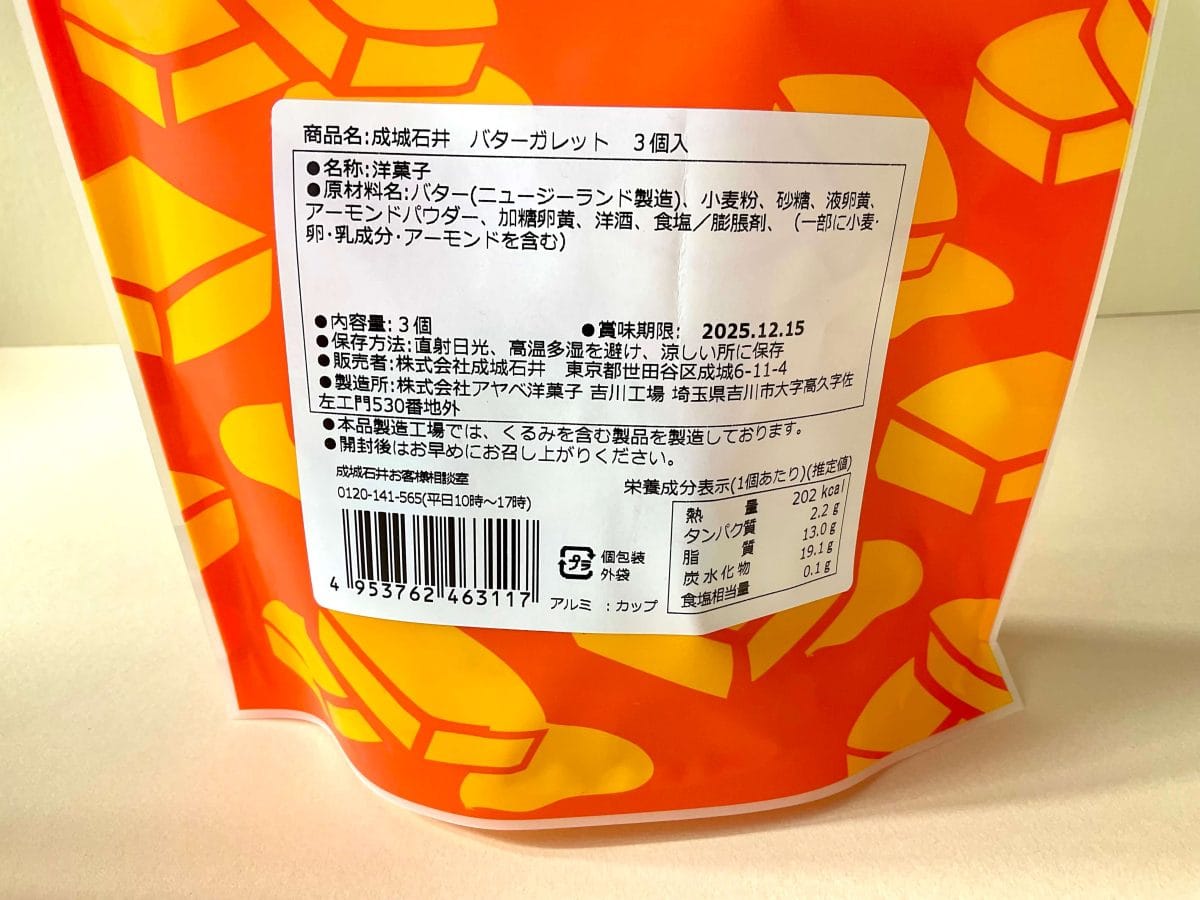 商品名:成城石井 バターガレット 3個入
●名称:洋菓子
●原材料名:バター(ニュージーランド製造)、小麦粉、砂糖、液卵黄、
アーモンドパウダー、加糖卵黄、洋酒、食塩／膨脹剤、(一部に小麦・
卵・乳成分・アーモンドを含む)
●内容量:3個 ●賞味期限: 2025.12.15
●保存方法:直射日光、高温多湿を避け、涼しい所に保存
●販売者:株式会社成城石井 東京都世田谷区成城6-11-4
●製造所:株式会社アヤベ洋菓子 吉川工場 埼玉県吉川市大字高久字佐
左エ門530番地外
●本品製造工場では、くるみを含む製品を製造しております。
●開封後はお早めにお召し上がりください。
成城石井お客様相談室
0120-141-565(平日10時～17時)
栄養成分表示(1個あたり)(推定値)
熱量 202 kcal
タンパク質 2.2 g
脂質 13.0 g
炭水化物 19.1 g
食塩相当量 0.1 g
4 953762 463117
プラ 個包装
外袋
アルミ :カップ